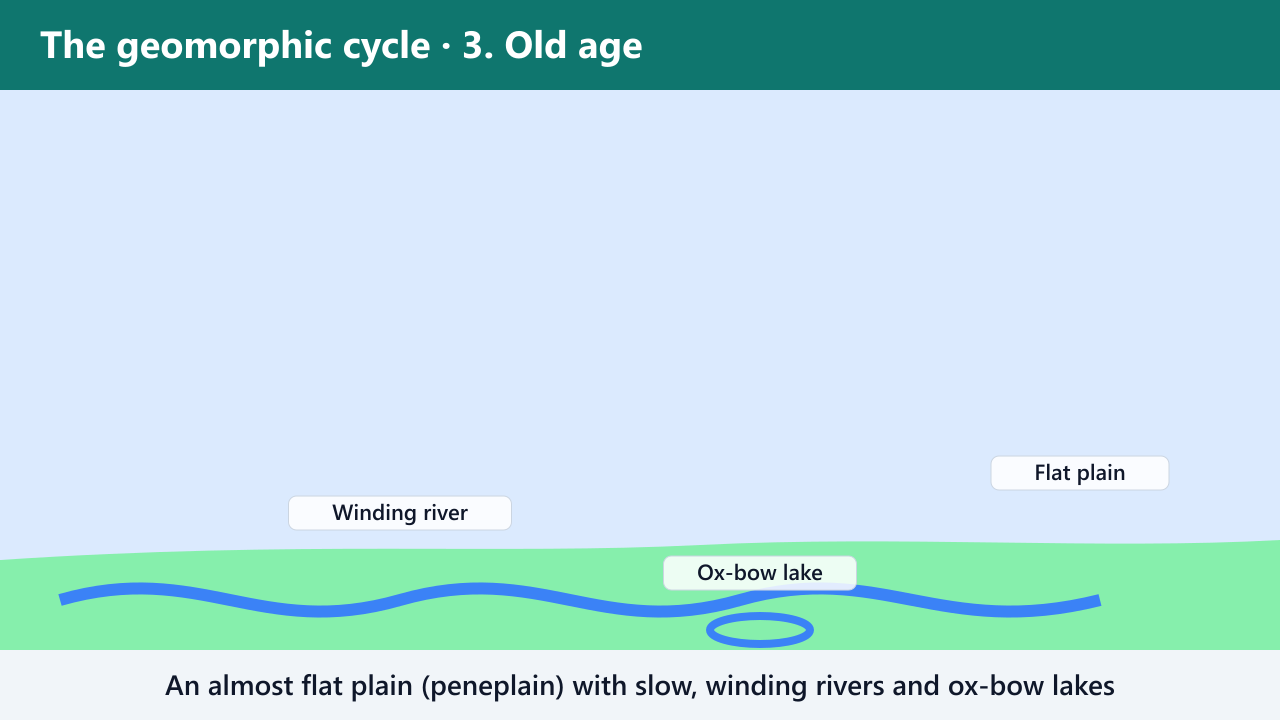 The geomorphic cycle · 3. Old age
Flat plain
Winding river
Ox-bow lake
An almost flat plain (peneplain) with slow, winding rivers and ox-bow lakes